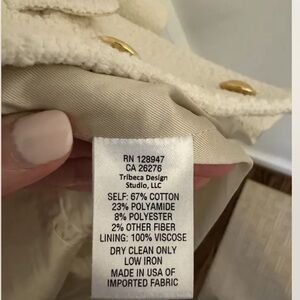 RN 128947
CA 26276
Tribeca Design
Studio, LLC
SELF: 67% COTTON
23% POLYAMIDE
8% POLYESTER
2% OTHER FIBER
LINING: 100% VISCOSE
DRY CLEAN ONLY
LOW IRON
MADE IN USA OF
IMPORTED FABRIC